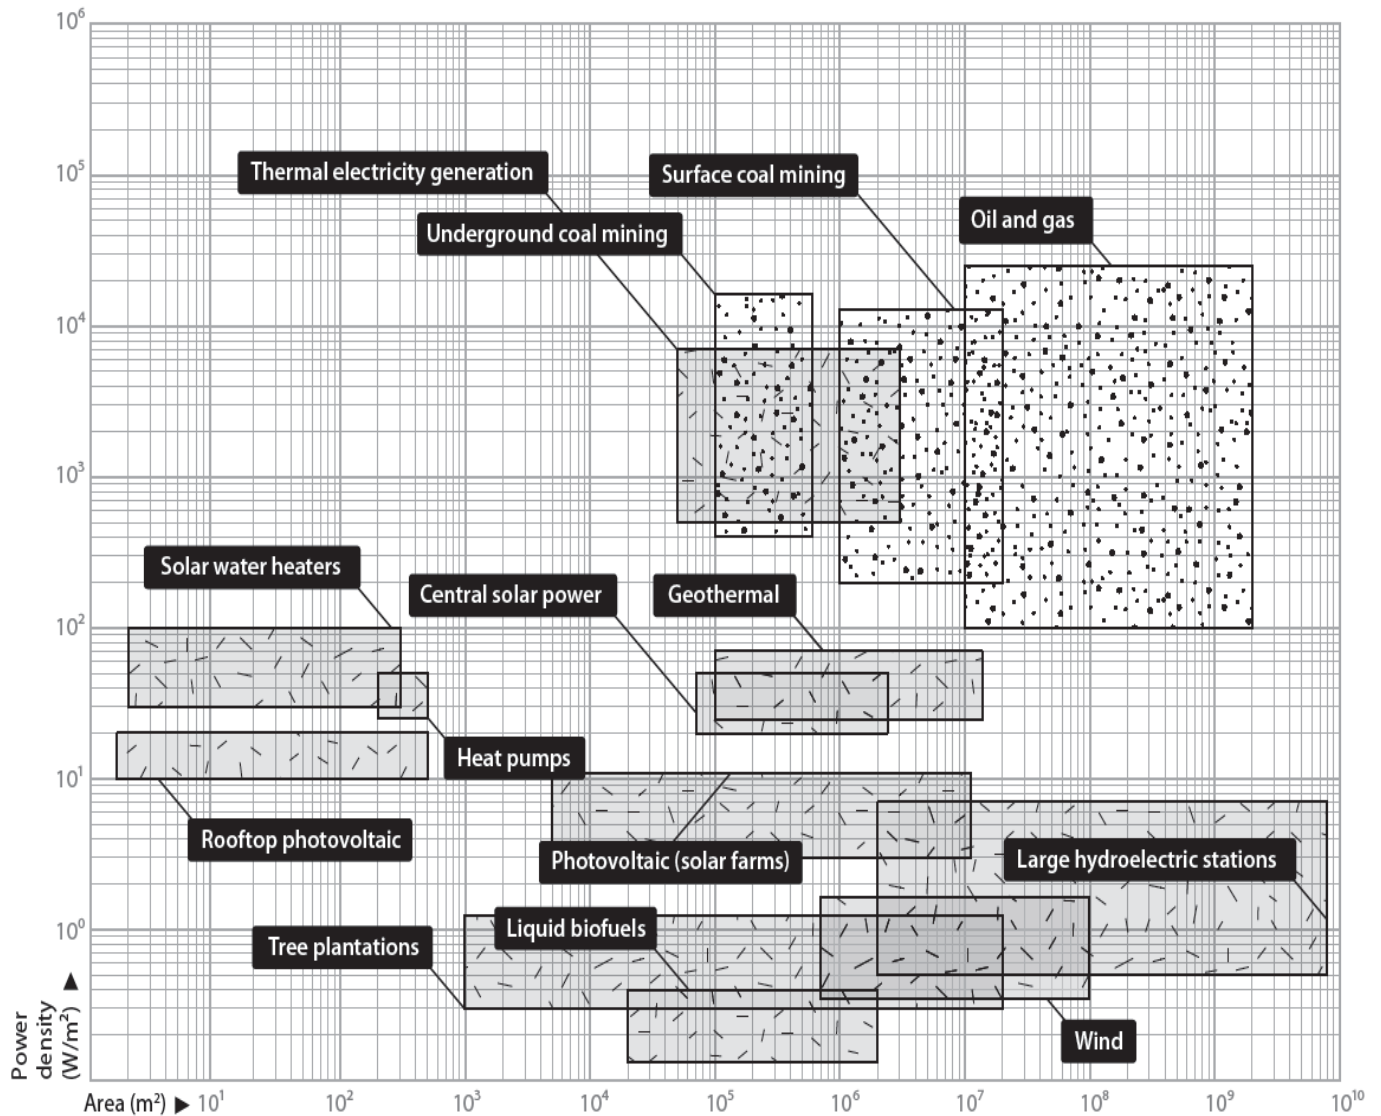 10⁶
Thermal electricity generation
Surface coal mining
10⁵
Oil and gas
Underground coal mining
10⁴
10³
Solar water heaters
Central solar power
Geothermal
10²
Heat pumps
10¹
Rooftop photovoltaic
Photovoltaic (solar farms)
Large hydroelectric stations
Liquid biofuels
10⁰
Tree plantations
Wind
Power
density
(W/m²) ▲
Area (m²) ▶ 10¹ 10² 10³ 10⁴ 10⁵ 10⁶ 10⁷ 10⁸ 10⁹ 10¹⁰